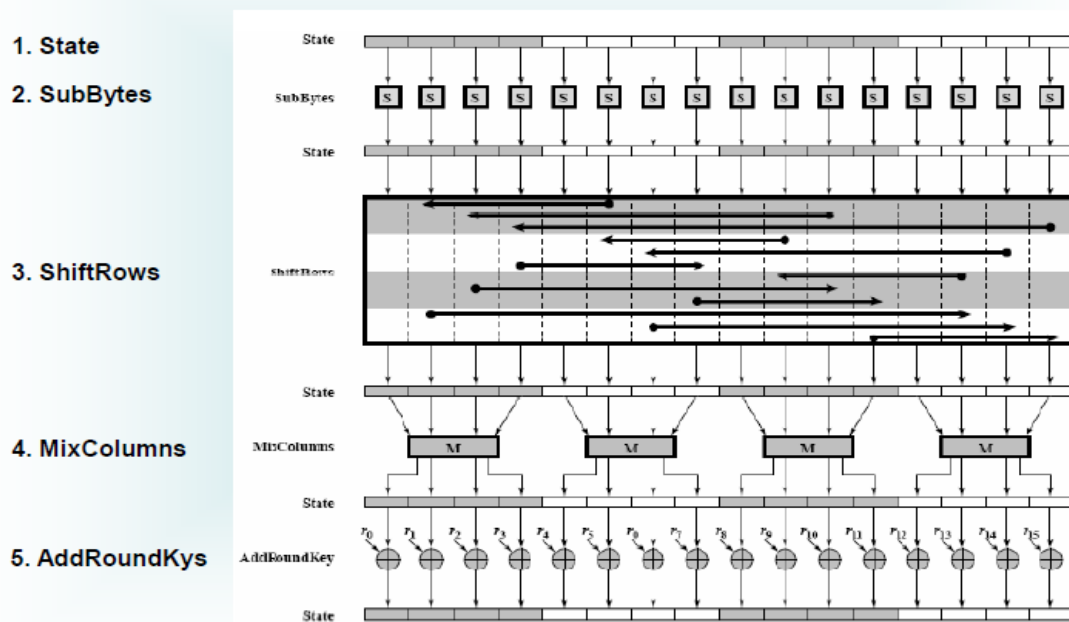 1. State
State
2. SubBytes
SubBytes
S S S S S S S S S S S S S S S S
State
3. ShiftRows
ShiftRows
State
4. MixColumns
MixColumns
M M M M
State
r0 r1 r2 r3 r4 r5 r6 r7 r8 r9 r10 r11 r12 r13 r14 r15
5. AddRoundKys
AddRoundKey
State